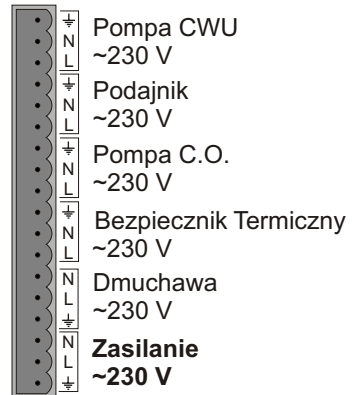 ⏚ Pompa CWU
N ~230 V
L
⏚ Podajnik
N ~230 V
L
⏚ Pompa C.O.
N ~230 V
L
⏚ Bezpiecznik Termiczny
N ~230 V
L
N Dmuchawa
L ~230 V
⏚
N Zasilanie
L ~230 V
⏚